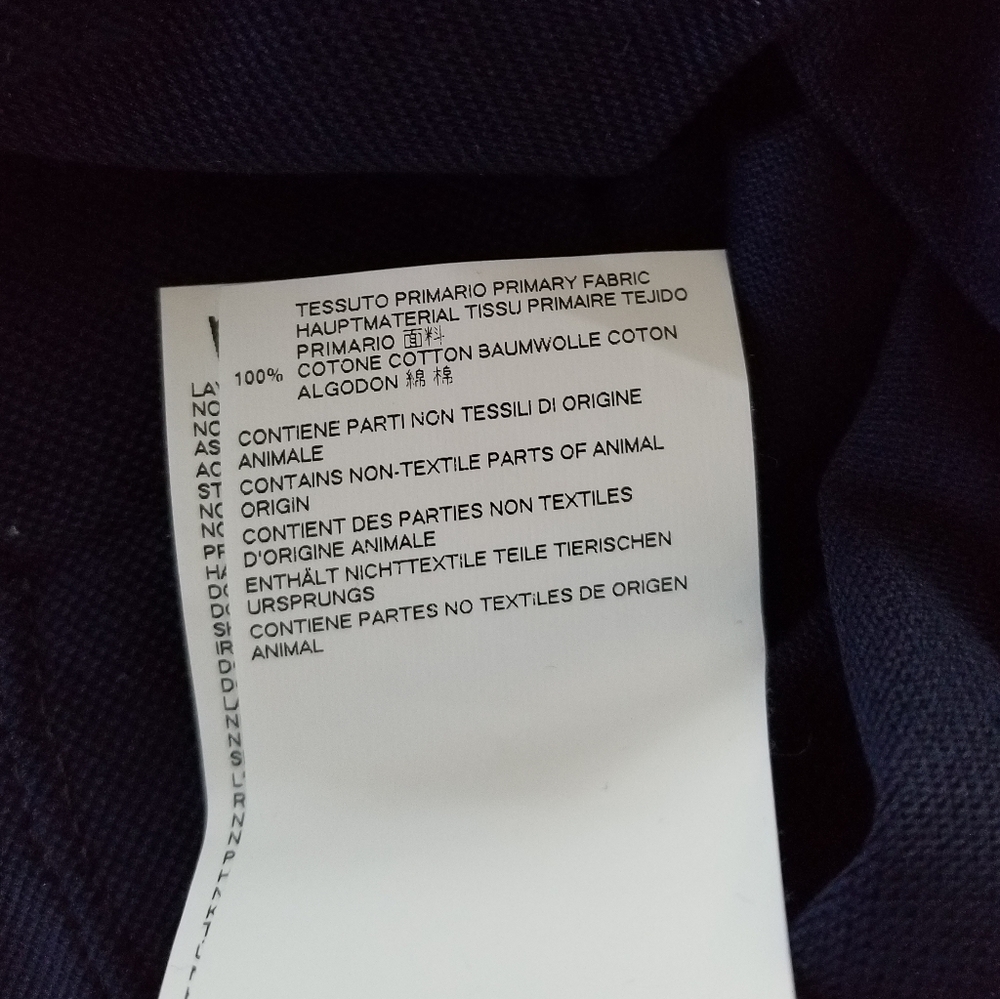 TESSUTO PRIMARIO PRIMARY FABRIC
HAUPTMATERIAL TISSU PRIMAIRE TEJIDO
PRIMARIO 面料
100% COTONE COTTON BAUMWOLLE COTON
ALGODON 綿 棉
CONTIENE PARTI NON TESSILI DI ORIGINE
ANIMALE
CONTAINS NON-TEXTILE PARTS OF ANIMAL
ORIGIN
CONTIENT DES PARTIES NON TEXTILES
D'ORIGINE ANIMALE
ENTHÄLT NICHTTEXTILE TEILE TIERISCHEN
URSPRUNGS
CONTIENE PARTES NO TEXTILES DE ORIGEN
ANIMAL